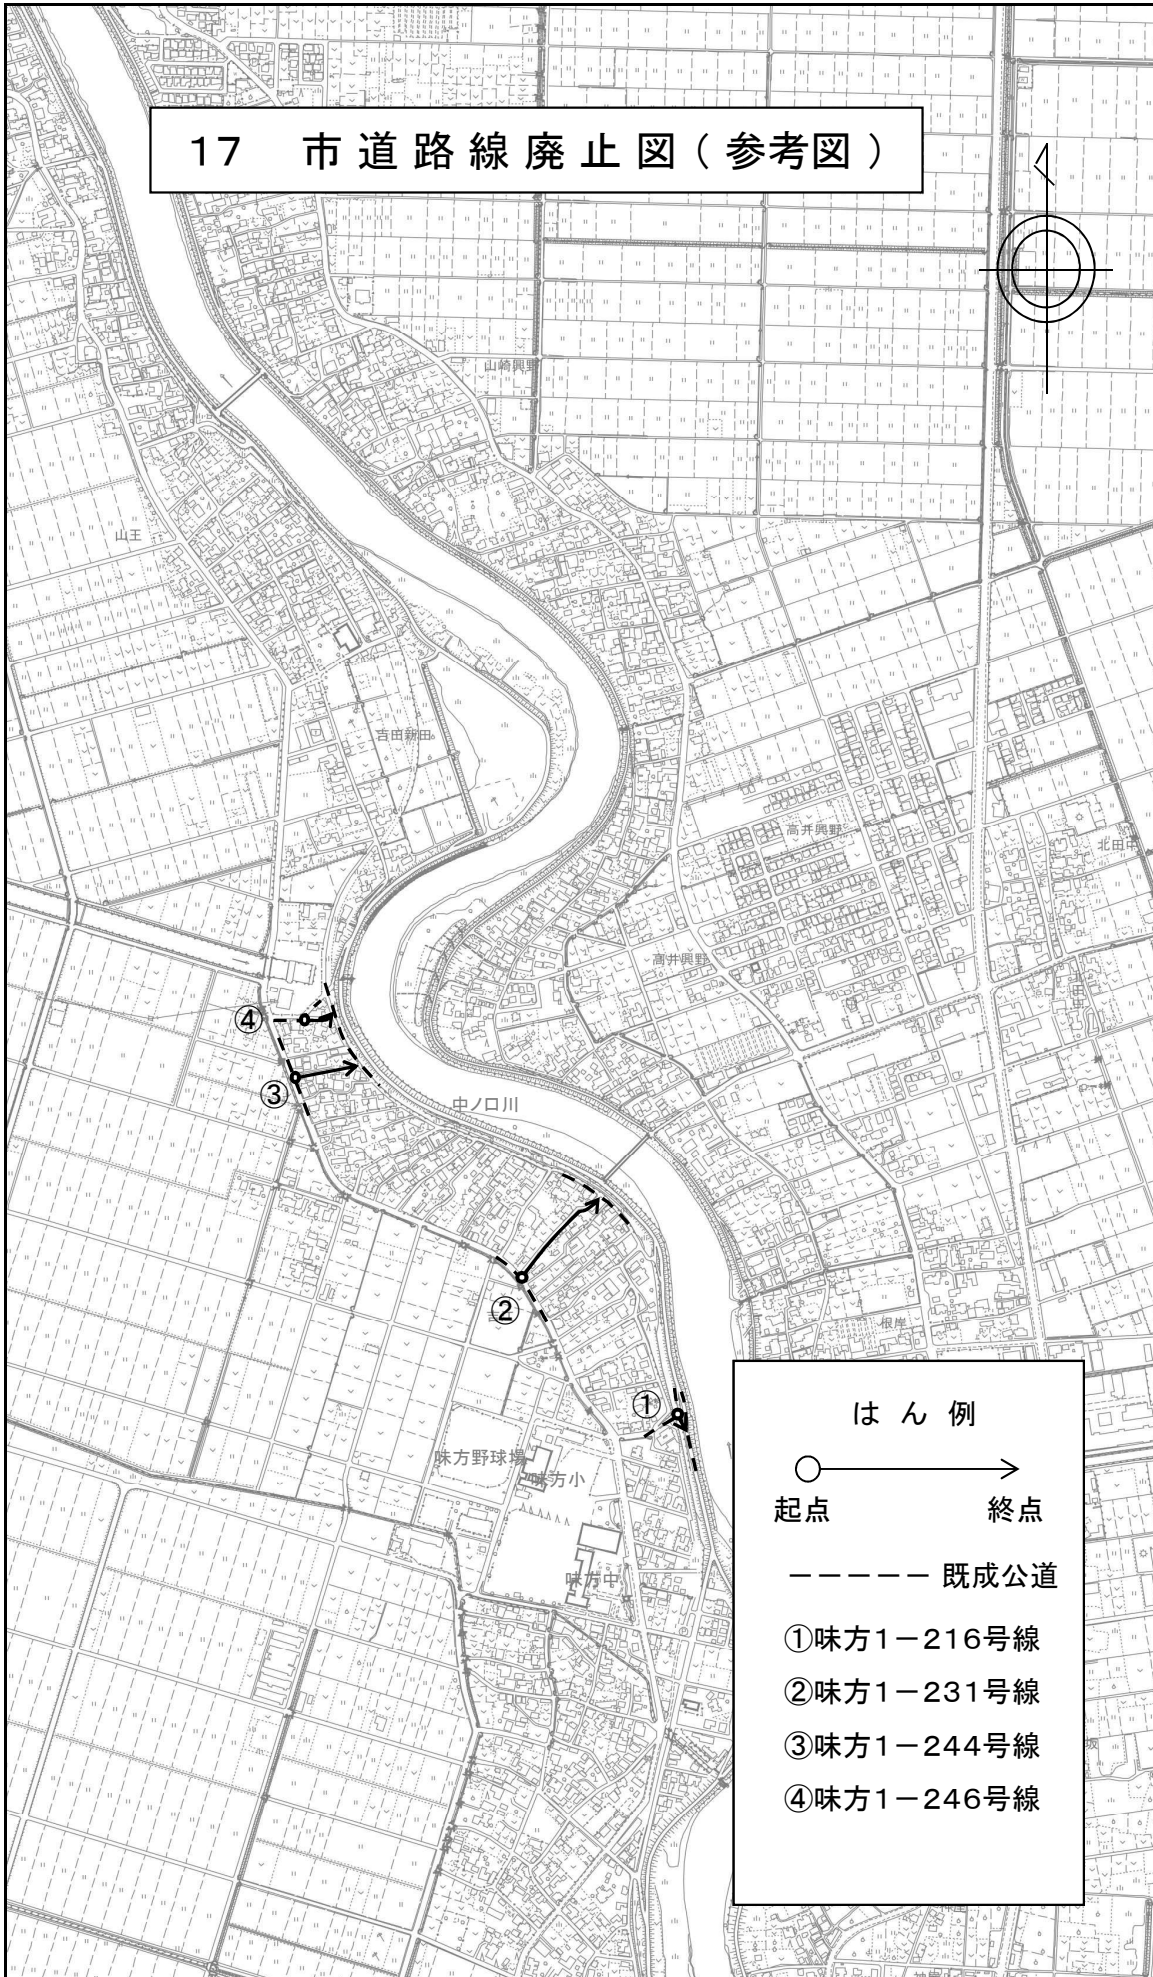 17　市道路線廃止図（参考図）
山崎興野
山王
吉田新田
高井興野
北田中
高井興野
④
③
中ノ口川
②
根岸
①
味方野球場
味方小
味方中
はん例
起点　終点
－－－－－ 既成公道
①味方1－216号線
②味方1－231号線
③味方1－244号線
④味方1－246号線